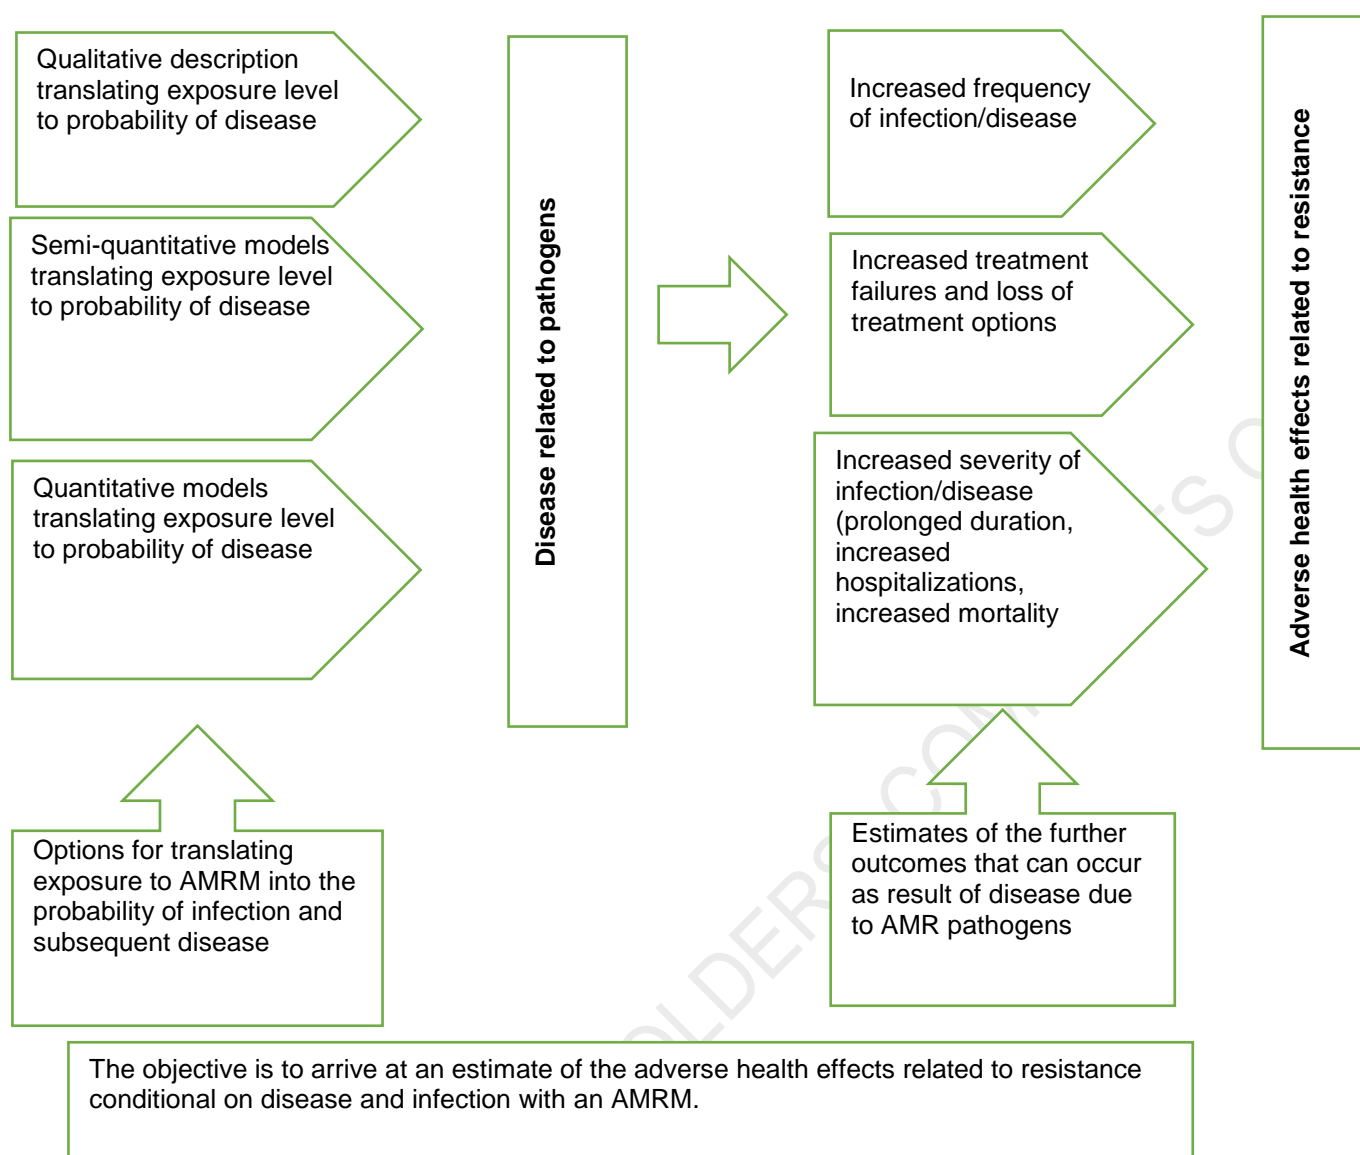 Qualitative description
translating exposure level
to probability of disease
Semi-quantitative models
translating exposure level
to probability of disease
Quantitative models
translating exposure level
to probability of disease
Options for translating
exposure to AMRM into the
probability of infection and
subsequent disease
Disease related to pathogens
Increased frequency
of infection/disease
Increased treatment
failures and loss of
treatment options
Increased severity of
infection/disease
(prolonged duration,
increased
hospitalizations,
increased mortality
Estimates of the further
outcomes that can occur
as result of disease due
to AMR pathogens
Adverse health effects related to resistance
The objective is to arrive at an estimate of the adverse health effects related to resistance
conditional on disease and infection with an AMRM.